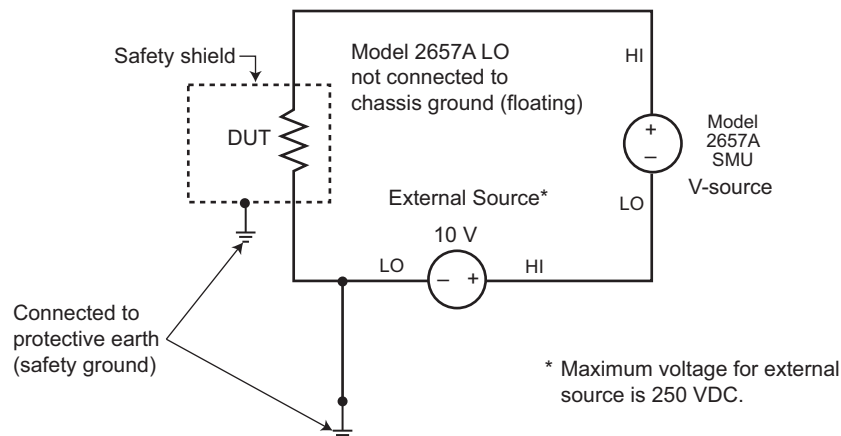 Safety shield
Model 2657A LO
not connected to
chassis ground (floating)
HI
DUT
+
–
Model
2657A
SMU
V-source
LO
External Source*
10 V
LO
– +
HI
Connected to
protective earth
(safety ground)
* Maximum voltage for external
source is 250 VDC.